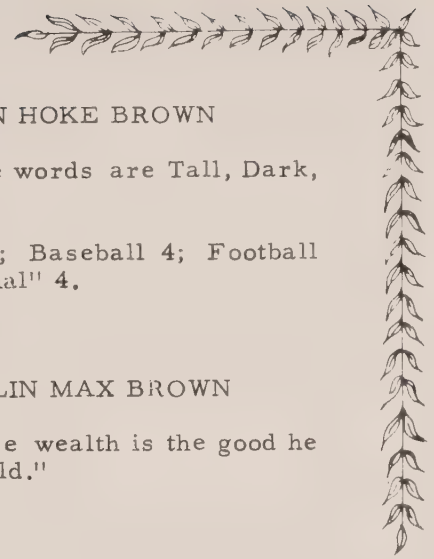 N HOKE BROWN
words are Tall, Dark,
; Baseball 4; Football
al" 4.
LIN MAX BROWN
e wealth is the good he
ld."